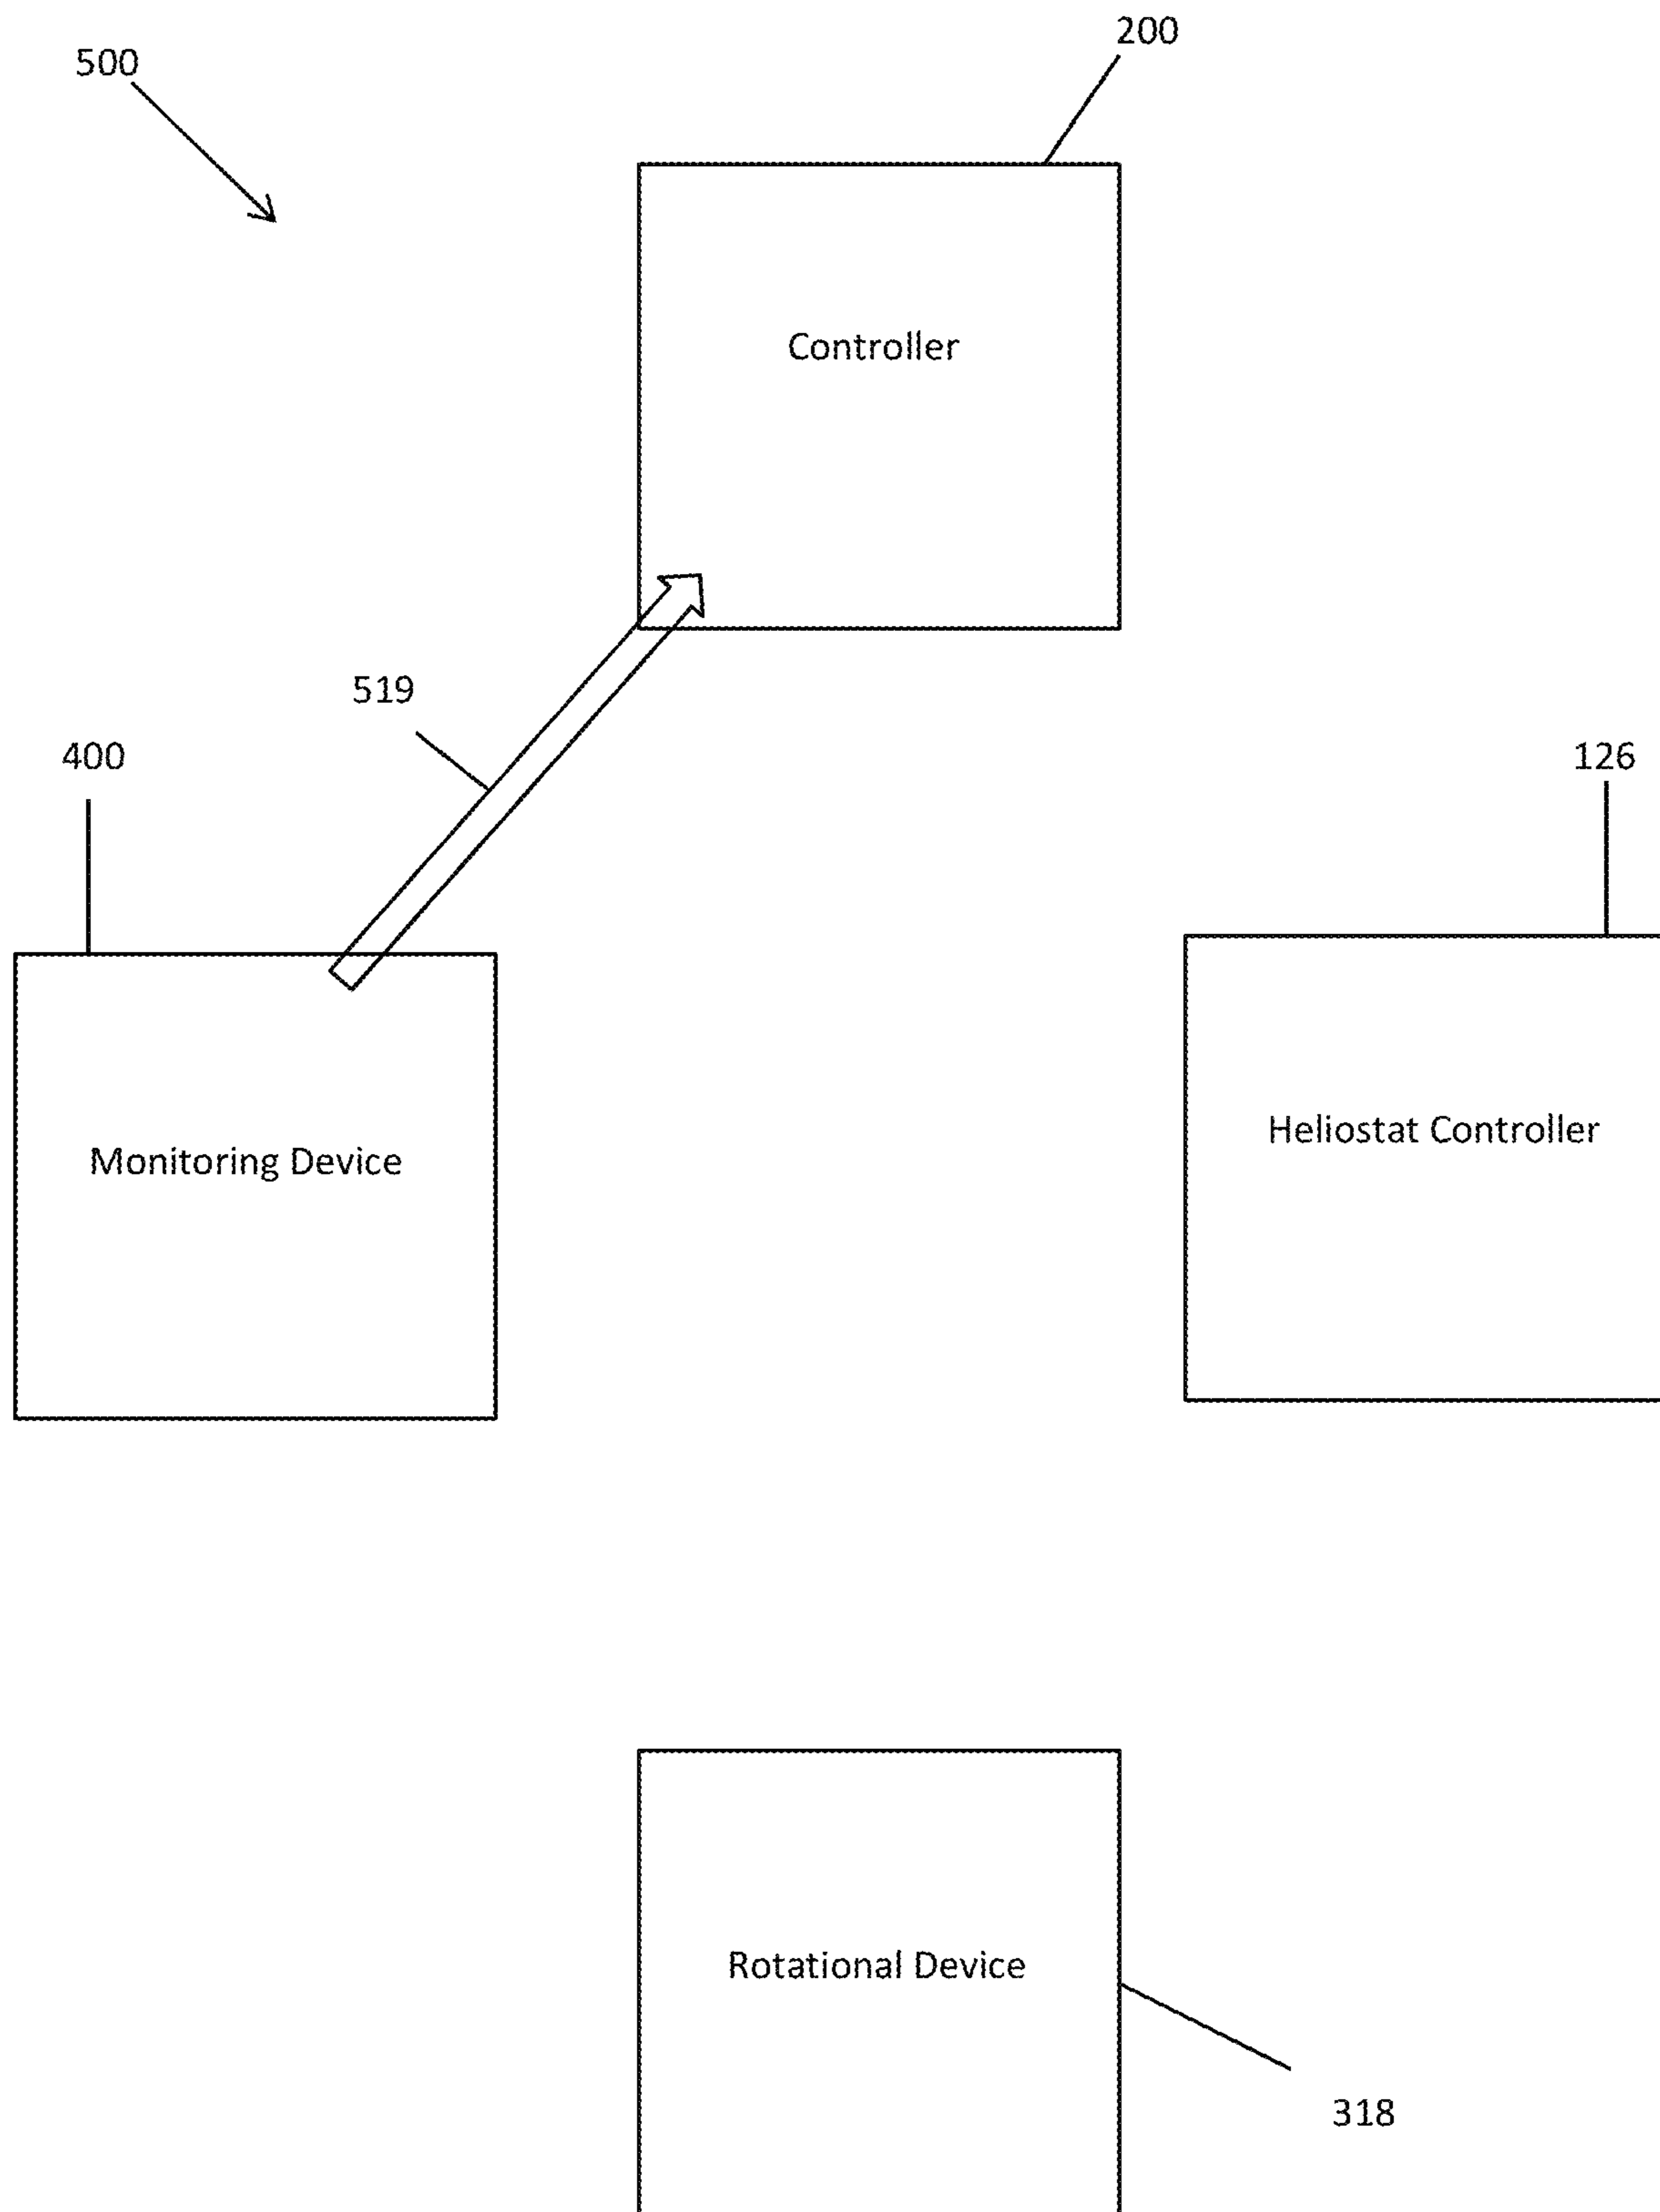 200
500
Controller
519
400
126
Heliostat Controller
Monitoring Device
Rotational Device
318